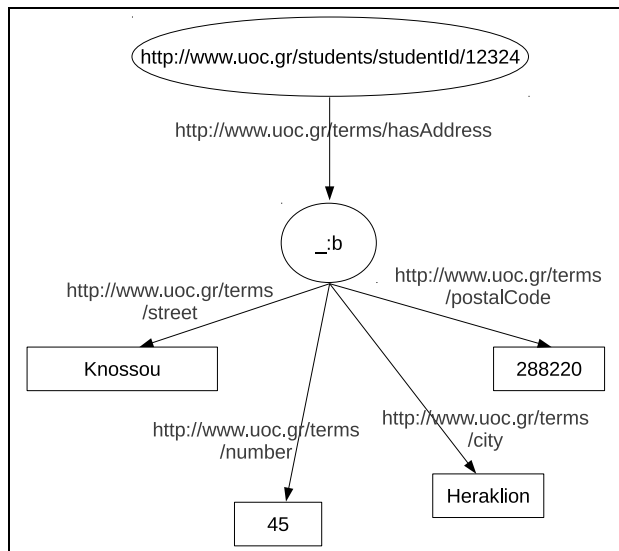 http://www.uoc.gr/students/studentId/12324
http://www.uoc.gr/terms/hasAddress
_:b
http://www.uoc.gr/terms
/street
http://www.uoc.gr/terms
/postalCode
Knossou
288220
http://www.uoc.gr/terms
/number
http://www.uoc.gr/terms
/city
45
Heraklion